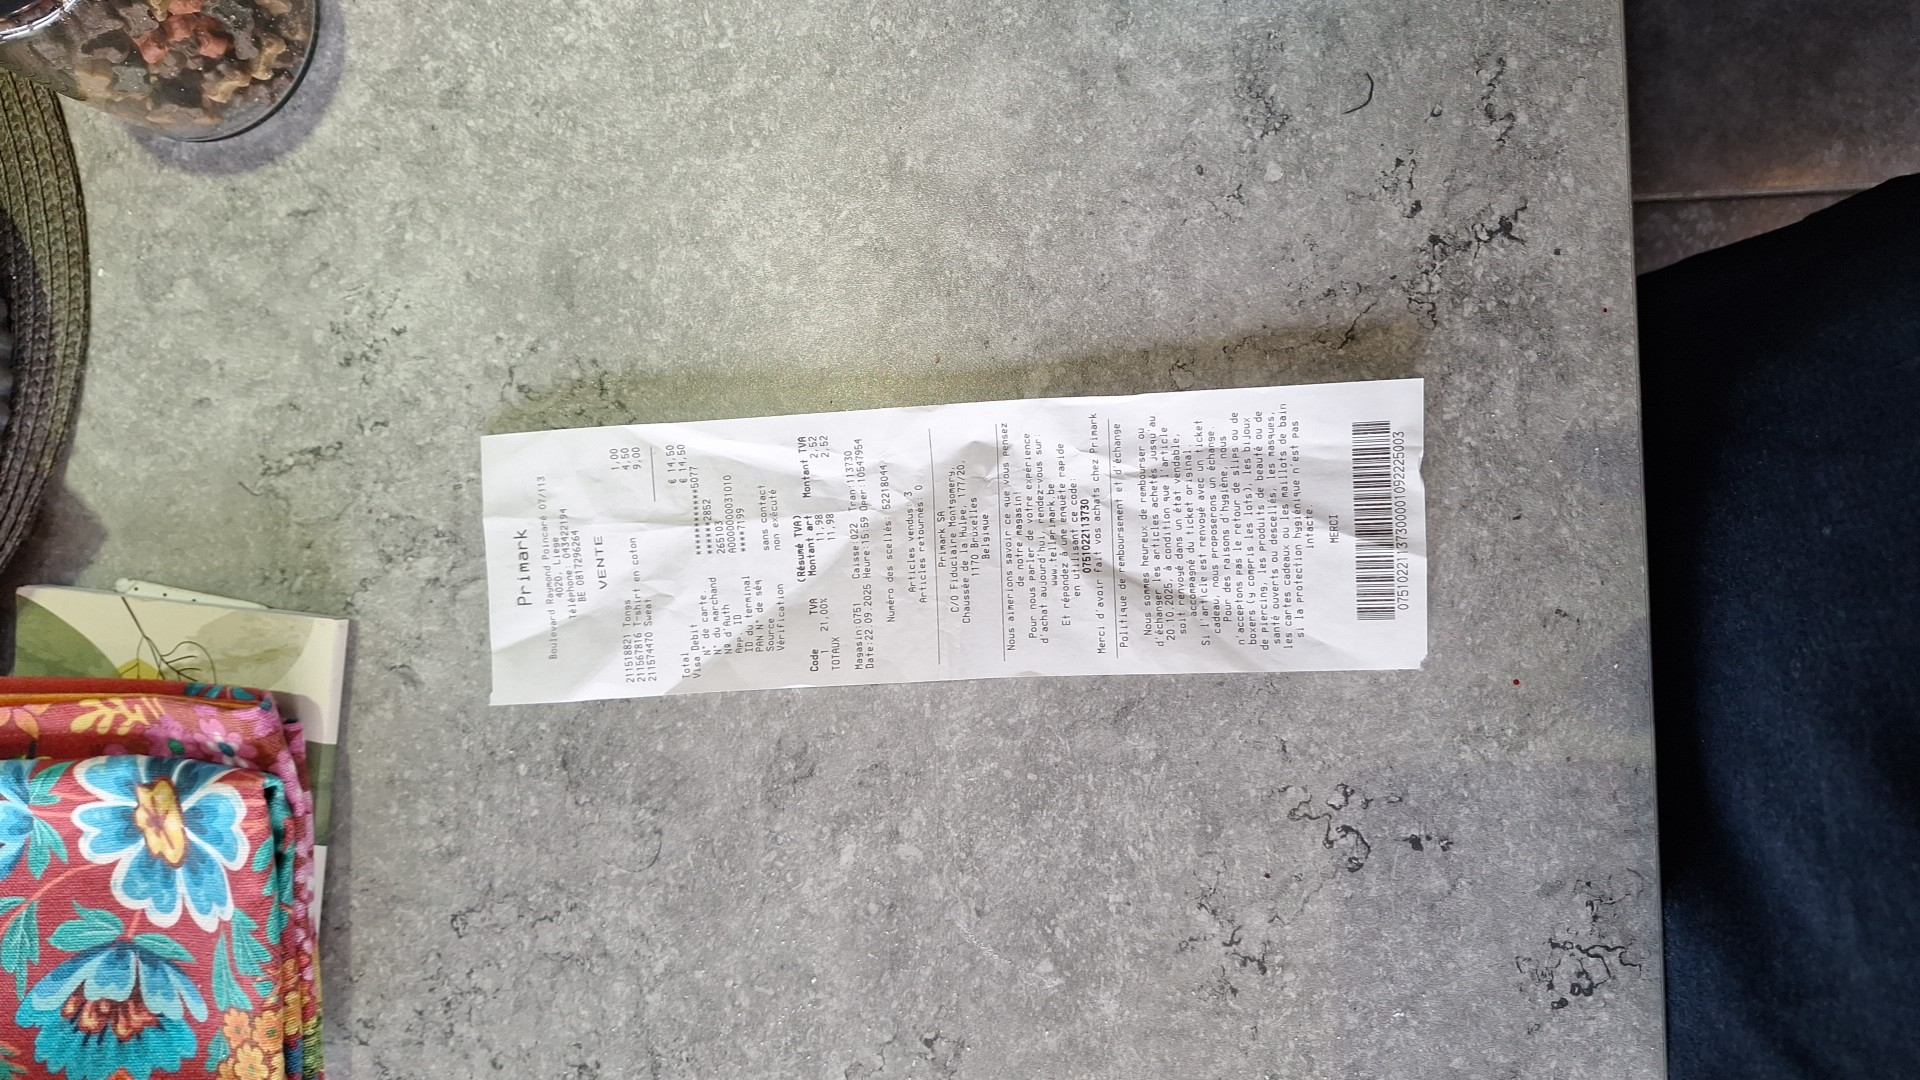 Primark
Boulevard Raymond Poincaré 07/113
4020, Liege
Téléphone: 043422194
BE 0817296264
VENTE
211518821 Tongs 1,00
211567816 T-shirt en coton 4,50
211574470 Sweat 9,00
Total € 14,50
Visa Debit € 14,50
N° de carte. ************5077
N° du marchand ******2852
N° d'Auth 265103
App. ID A0000000031010
ID du terminal ****7199
PAN N° de séq
Source sans contact
Vérification non exécuté
(Résumé TVA)
Code TVA Montant art Montant TVA
1 21,00% 11,98 2,52
TOTAUX 11,98 2,52
Magasin:0751 Caisse:022 Tran:113730
Date:22.09.2025 Heure:15:59 Oper:10547954
Numéro des scellés: 522180441
Articles vendus: 3
Articles retournés: 0
Primark SA
C/O Fiduciaire Montgomery,
Chaussée de la Hulpe, 177/20,
1170 Bruxelles
Belgique
Nous aimerions savoir ce que vous pensez
de notre magasin!
Pour nous parler de votre expérience
d'achat aujourd'hui, rendez-vous sur:
www.tellprimark.be
Et répondez à une enquête rapide
en utilisant ce code:
0751022113730
Merci d'avoir fait vos achats chez Primark
Politique de remboursement et d'échange
Nous sommes heureux de rembourser ou
d'échanger les articles achetés jusqu'au
20.10.2025, à condition que l'article
soit renvoyé dans un état vendable,
accompagné du ticket original.
Si l'article est renvoyé avec un ticket
cadeau, nous proposerons un échange.
Pour des raisons d'hygiène, nous
n'acceptons pas le retour de slips ou de
boxers (y compris les lots), les bijoux
de piercing, les produits de beauté ou de
santé ouverts ou descellés, les masques,
les cartes cadeaux ou les maillots de bain
si la protection hygiénique n'est pas
intacte.
MERCI
07510221137300001092225003